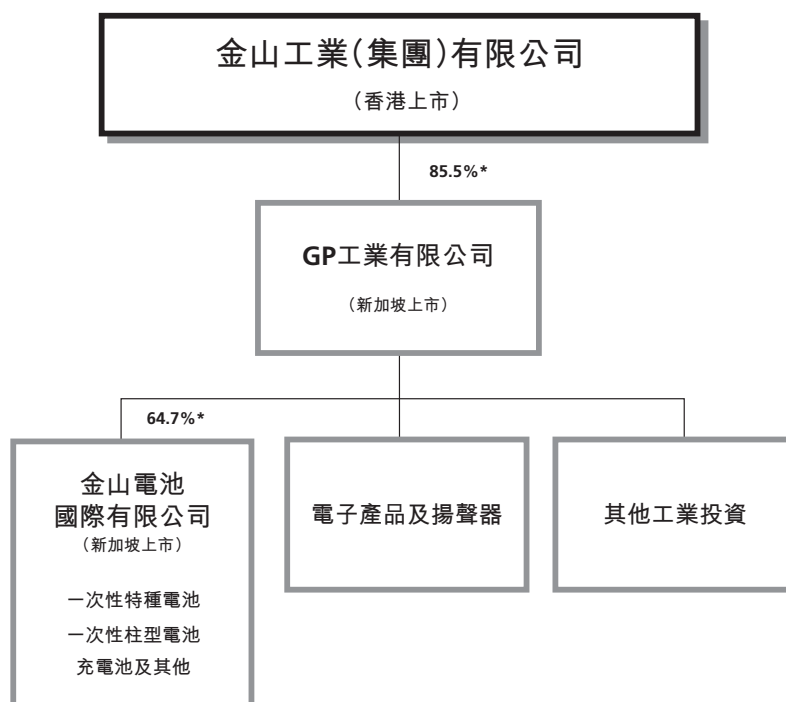 金山工業(集團)有限公司
（香港上市）
85.5%*
GP工業有限公司
（新加坡上市）
64.7%*
金山電池
國際有限公司
（新加坡上市）
一次性特種電池
一次性柱型電池
充電池及其他
電子產品及揚聲器
其他工業投資